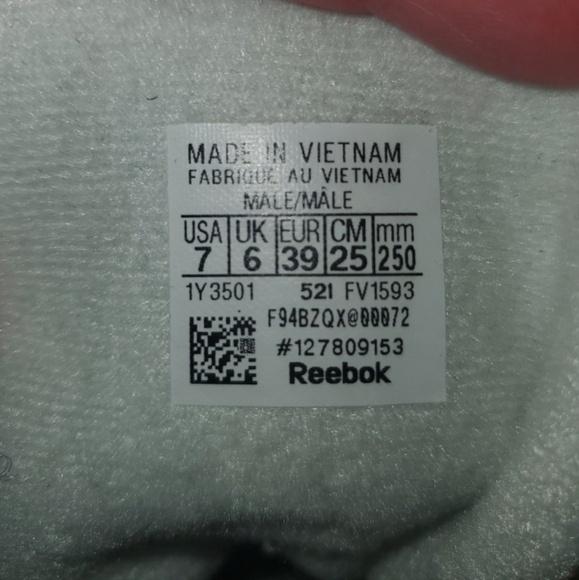 MADE IN VIETNAM
FABRIQUE AU VIETNAM
MALE/MÂLE
USA UK EUR CM mm
7 6 39 25 250
1Y3501 521 FV1593
F94BZQX@00072
#127809153
Reebok